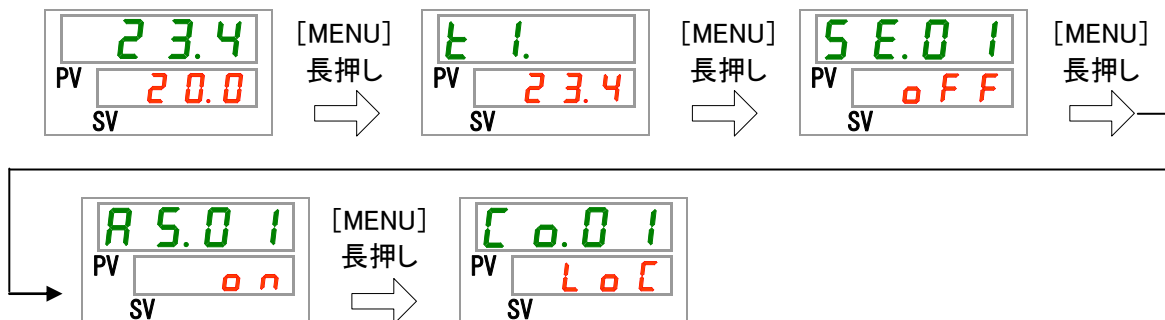 23.4
PV
20.0
SV
[MENU]
長押し
t 1.
PV
23.4
SV
[MENU]
長押し
SE.01
PV
oFF
SV
[MENU]
長押し
AS.01
PV
on
SV
[MENU]
長押し
Co.01
PV
LoC
SV